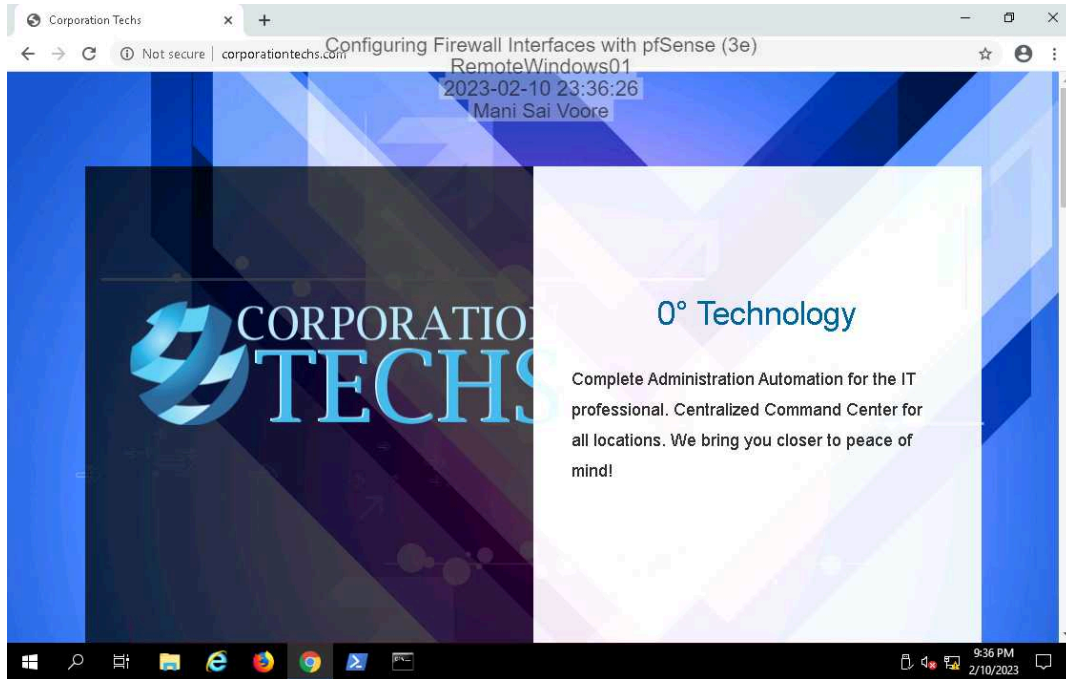 Corporation Techs
Not secure | corporationtechs.com
Configuring Firewall Interfaces with pfSense (3e)
RemoteWindows01
2023-02-10 23:36:26
Mani Sai Voore
CORPORATION
TECHS
0° Technology
Complete Administration Automation for the IT
professional. Centralized Command Center for
all locations. We bring you closer to peace of
mind!
9:36 PM
2/10/2023